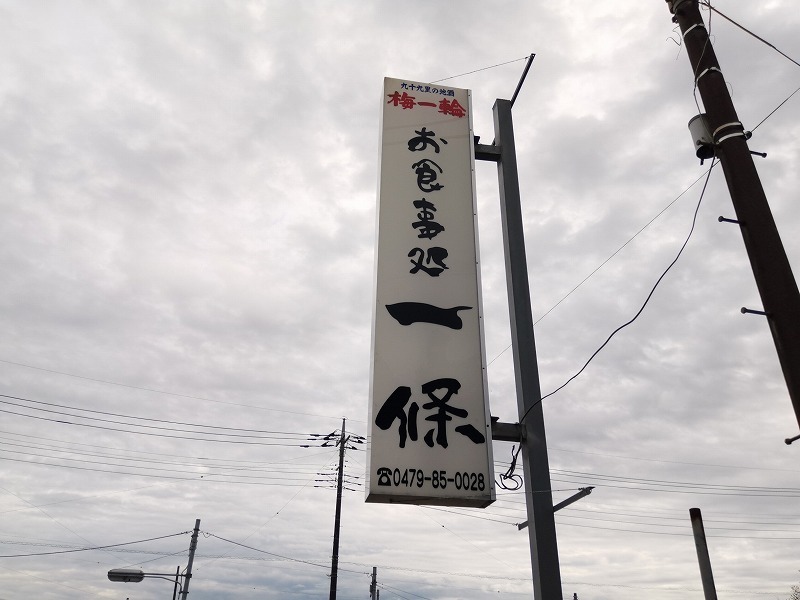 九十九里の地酒
梅一輪
お食事処
一條
☎0479-85-0028